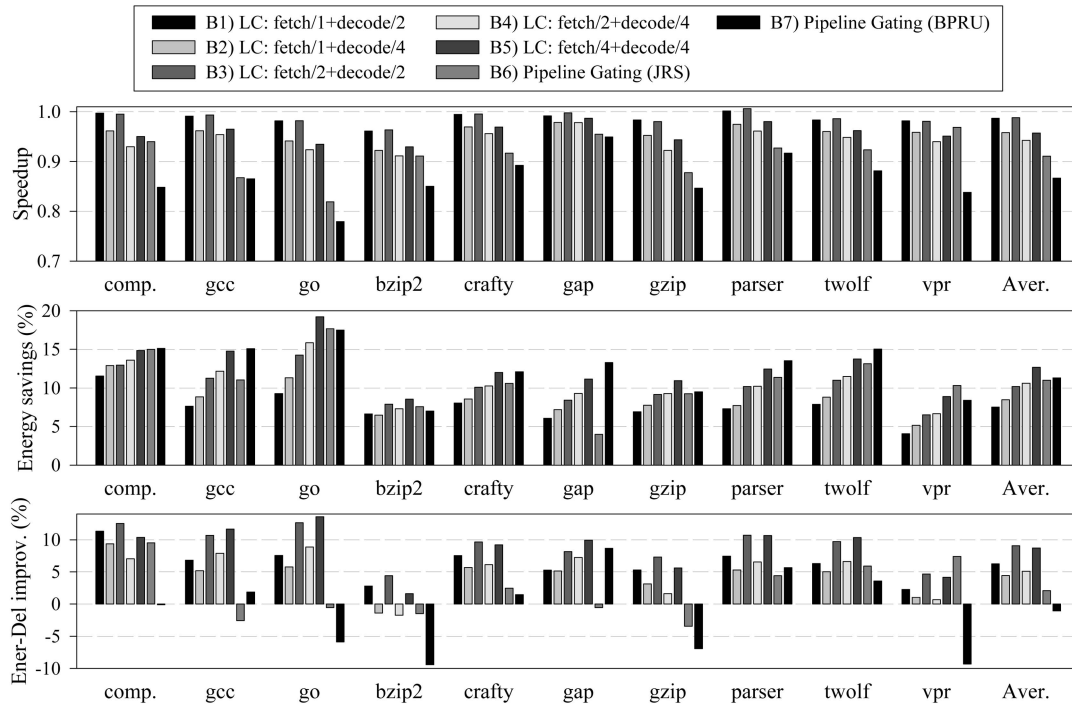 B1) LC: fetch/1+decode/2 B4) LC: fetch/2+decode/4 B7) Pipeline Gating (BPRU)
B2) LC: fetch/1+decode/4 B5) LC: fetch/4+decode/4
B3) LC: fetch/2+decode/2 B6) Pipeline Gating (JRS)
Speedup
1.0
0.9
0.8
0.7
comp. gcc go bzip2 crafty gap gzip parser twolf vpr Aver.
Energy savings (%)
20
15
10
5
0
comp. gcc go bzip2 crafty gap gzip parser twolf vpr Aver.
Ener-Del improv. (%)
10
5
0
-5
-10
comp. gcc go bzip2 crafty gap gzip parser twolf vpr Aver.